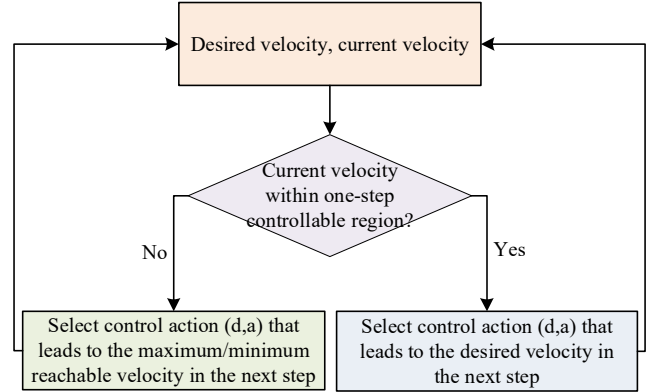 Desired velocity, current velocity
Current velocity
within one-step
controllable region?
No
Yes
Select control action (d,a) that
leads to the maximum/minimum
reachable velocity in the next step
Select control action (d,a) that
leads to the desired velocity in
the next step